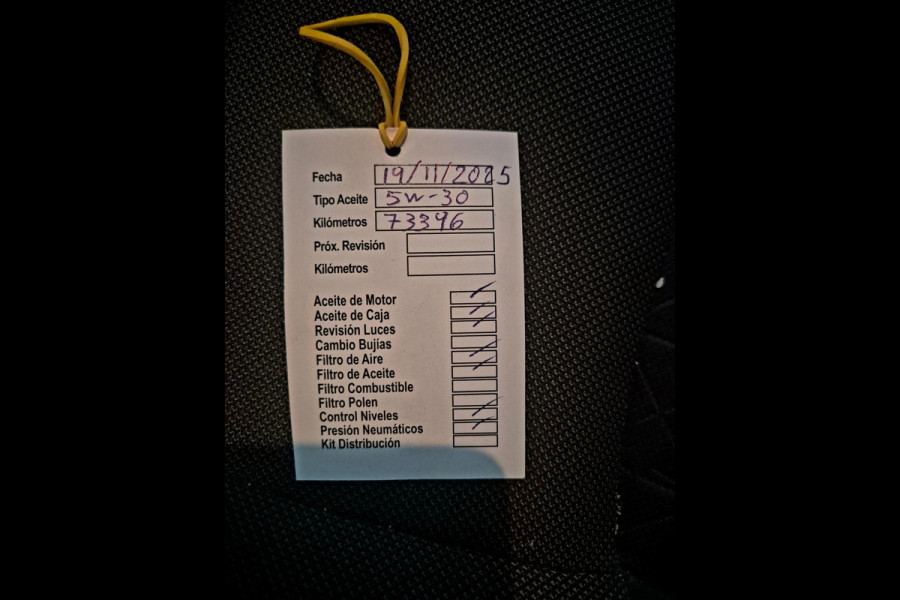 Fecha 19/11/2025
Tipo Aceite 5W-30
Kilómetros 73396
Próx. Revisión
Kilómetros
Aceite de Motor
Aceite de Caja
Revisión Luces
Cambio Bujías
Filtro de Aire
Filtro de Aceite
Filtro Combustible
Filtro Polen
Control Niveles
Presión Neumáticos
Kit Distribución